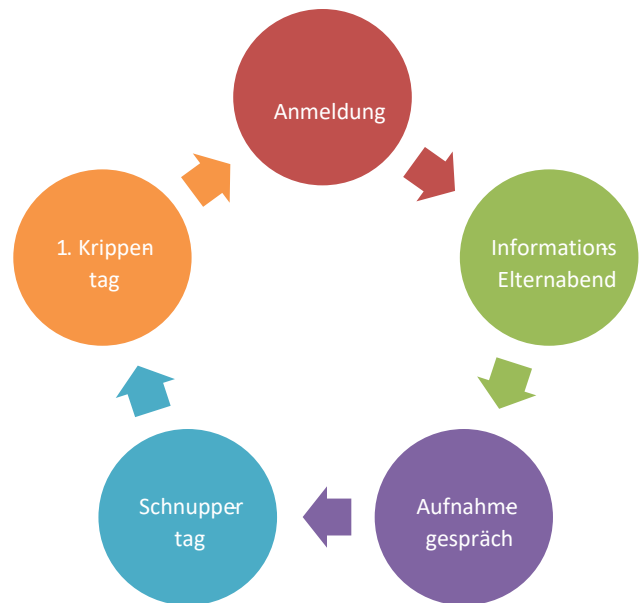 Anmeldung
Informations-
Elternabend
Aufnahme-
gespräch
Schnupper-
tag
1. Krippen-
tag